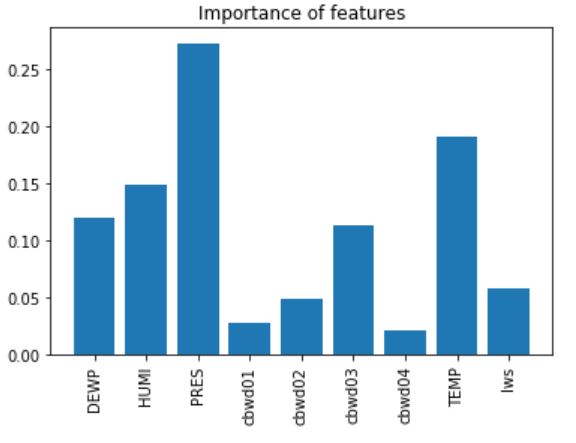 Importance of features
0.25
0.20
0.15
0.10
0.05
0.00
DEWP
HUMI
PRES
cbwd01
cbwd02
cbwd03
cbwd04
TEMP
Iws